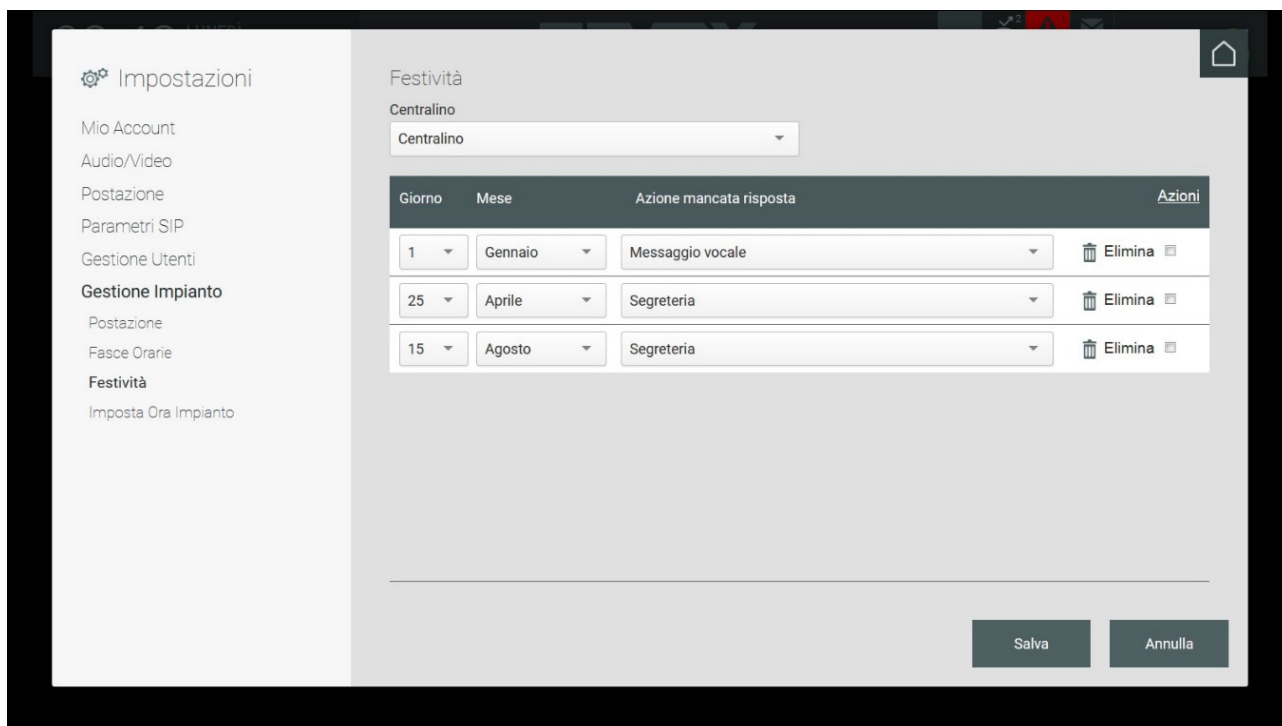 Impostazioni
Mio Account
Audio/Video
Postazione
Parametri SIP
Gestione Utenti
Gestione Impianto
Postazione
Fasce Orarie
Festività
Imposta Ora Impianto
Festività
Centralino
Centralino
Giorno Mese Azione mancata risposta Azioni
1 Gennaio Messaggio vocale Elimina
25 Aprile Segreteria Elimina
15 Agosto Segreteria Elimina
Salva Annulla